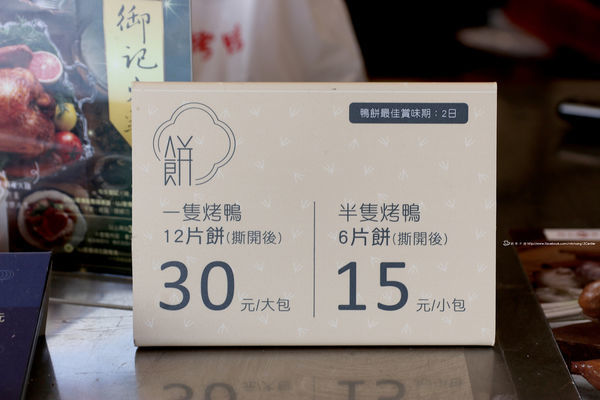 御記
鴨餅最佳賞味期：2日
餅
一隻烤鴨
12片餅(撕開後)
30元/大包
半隻烤鴨
6片餅(撕開後)
15元/小包